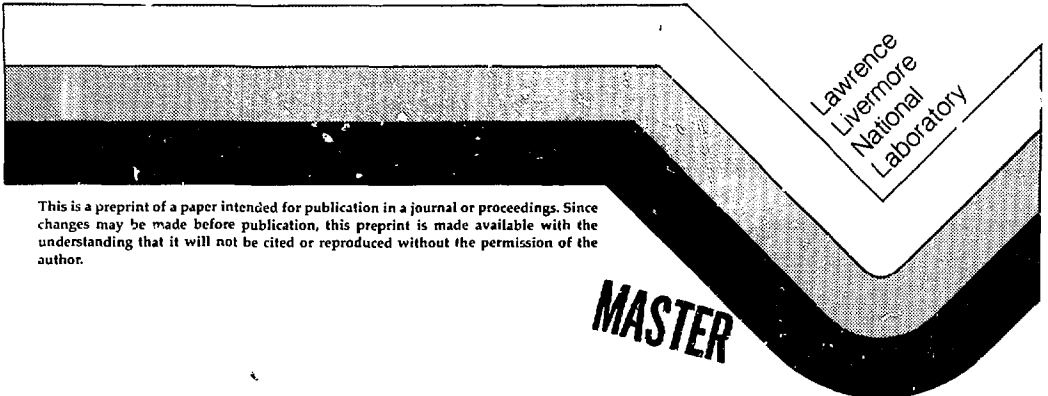 Lawrence
Livermore
National
Laboratory
This is a preprint of a paper intended for publication in a journal or proceedings. Since
changes may be made before publication, this preprint is made available with the
understanding that it will not be cited or reproduced without the permission of the
author.
MASTER